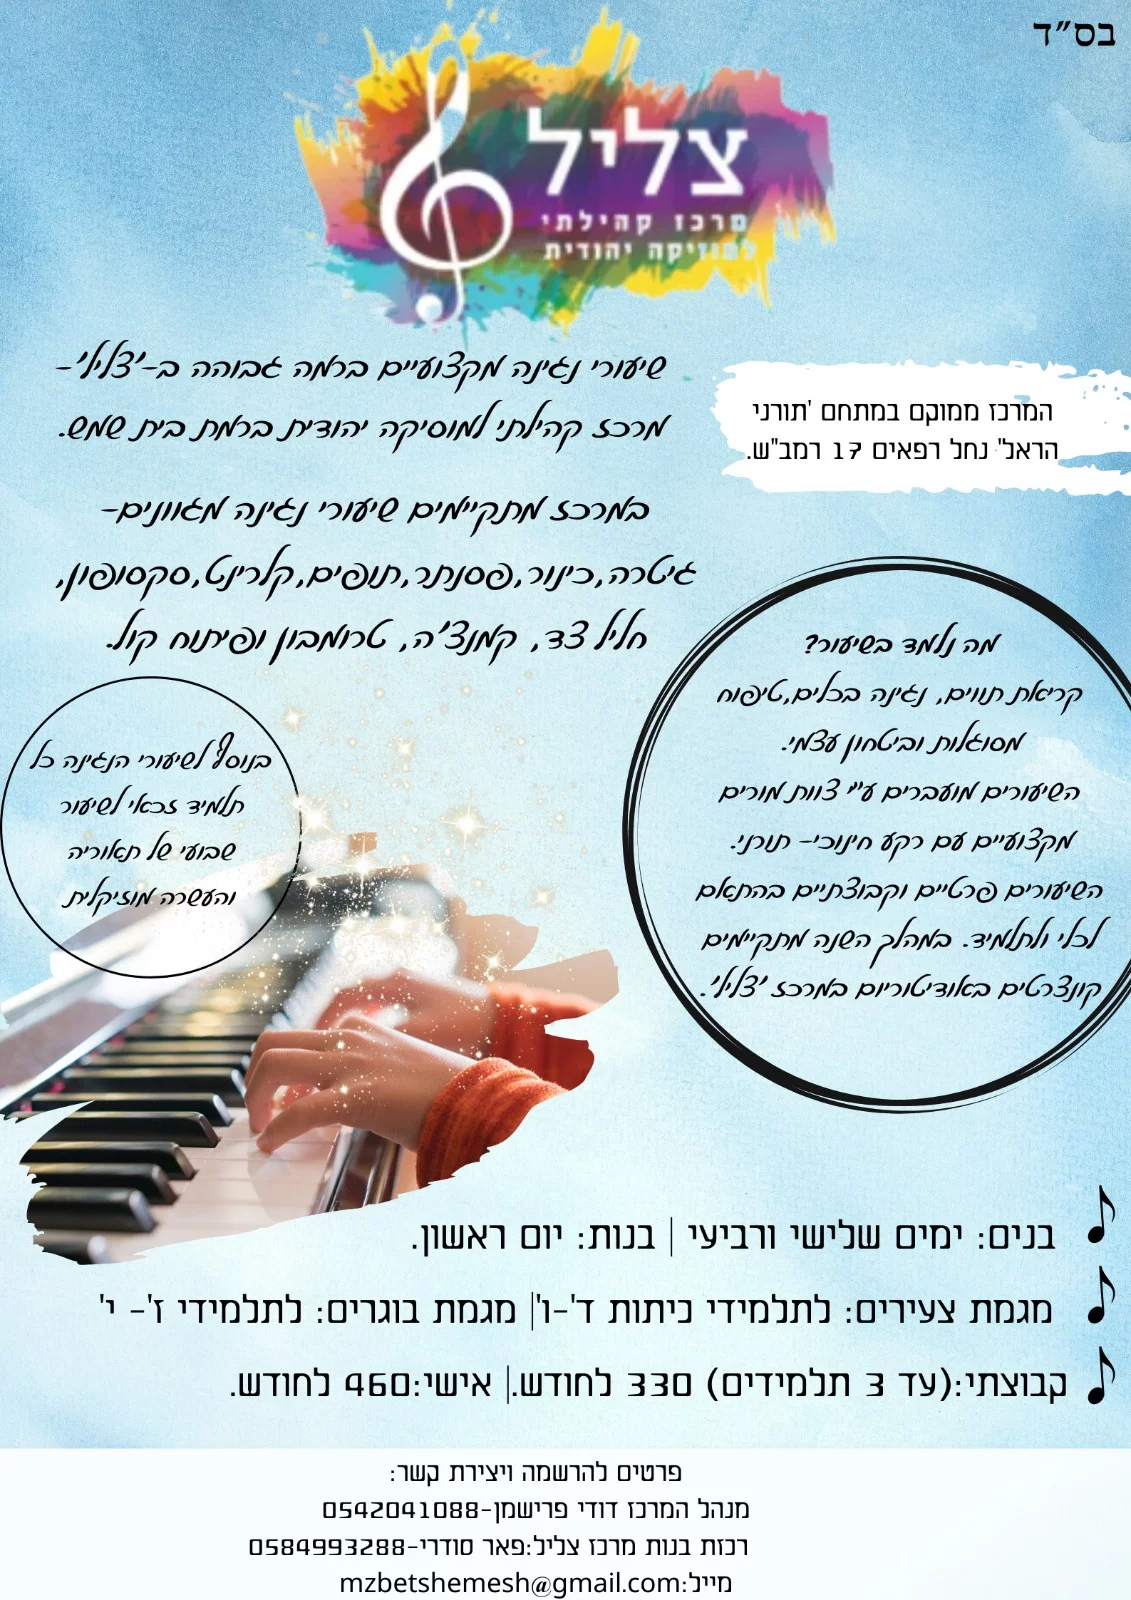 בס"ד
צליל
מרכז קהילתי
למוזיקה יהודית
שיעורי נגינה מקצועיים ברמה גבוהה ב-'צליל'-
מרכז קהילתי למוסיקה יהודית ברמת בית שמש.
המרכז ממוקם במתחם 'תורני
הראל' נחל רפאים 17 רמב"ש.
במרכז מתקיימים שיעורי נגינה מגוונים-
גיטרה,כינור,פסנתר,תופים,קלרינט,סקסופון,
חליל צד, קמנצ'ה, טרומבון ופיתוח קול.
מה נלמד בשיעור?
קריאת תווים, נגינה בכלים,טיפוח
מסוגלות וביטחון עצמי.
השיעורים מועברים ע"י צוות מורים
מקצועיים עם רקע חינוכי- תורני.
השיעורים פרטיים וקבוצתיים בהתאם
לכלי ולתלמיד. במהלך השנה מתקיימים
קונצרטים באודיטוריום במרכז 'צליל'.
בנוסף לשיעורי הנגינה כל
תלמיד זכאי לשיעור
שבועי של תאוריה
והעשרה מוזיקלית
בנים: ימים שלישי ורביעי | בנות: יום ראשון.
מגמת צעירים: לתלמידי כיתות ד'-ו'| מגמת בוגרים: לתלמידי ז'- י'
קבוצתי:(עד 3 תלמידים) 330 לחודש.| אישי:460 לחודש.
פרטים להרשמה ויצירת קשר:
מנהל המרכז דודי פרישמן-0542041088
רכזת בנות מרכז צליל:פאר סודרי-0584993288
מייל:mzbetshemesh@gmail.com